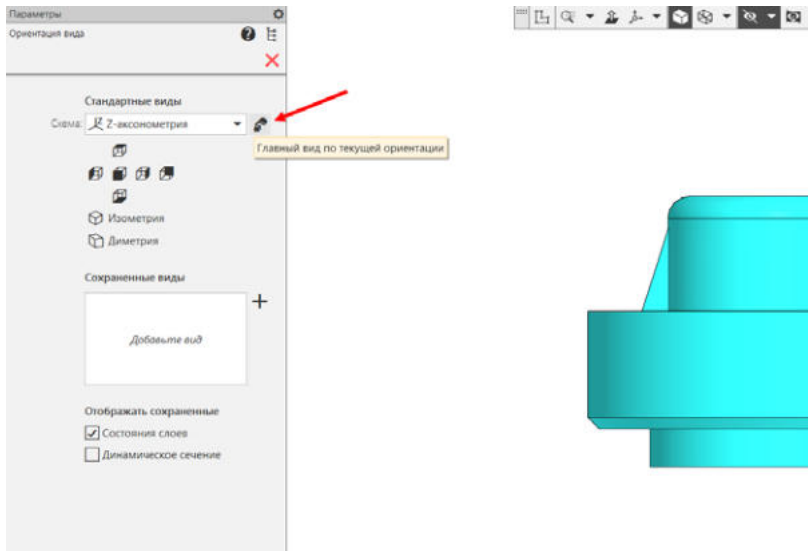 Параметры
Ориентация вида
Стандартные виды
Схема: Z-аксонометрия
Главный вид по текущей ориентации
Изометрия
Диметрия
Сохраненные виды
Добавьте вид
Отображать сохраненные
Состояния слоев
Динамическое сечение